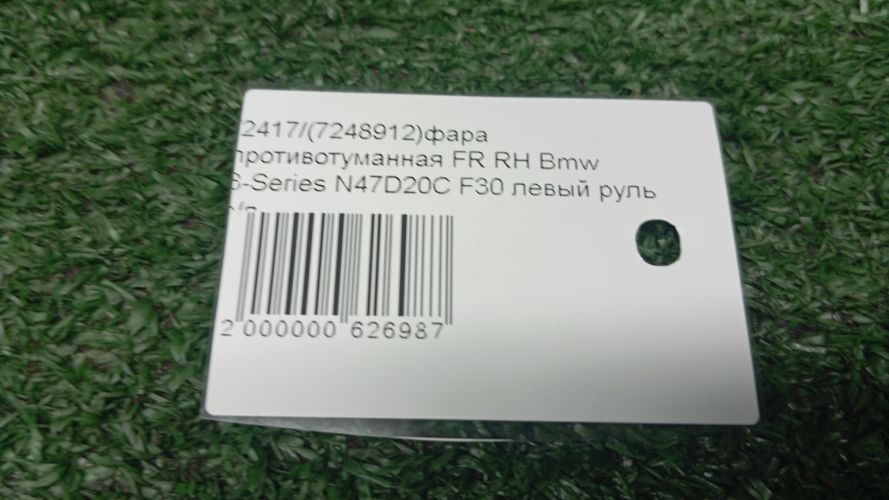 2417/(7248912)фара
противотуманная FR RH Bmw
3-Series N47D20C F30 левый руль
2 000000 626987